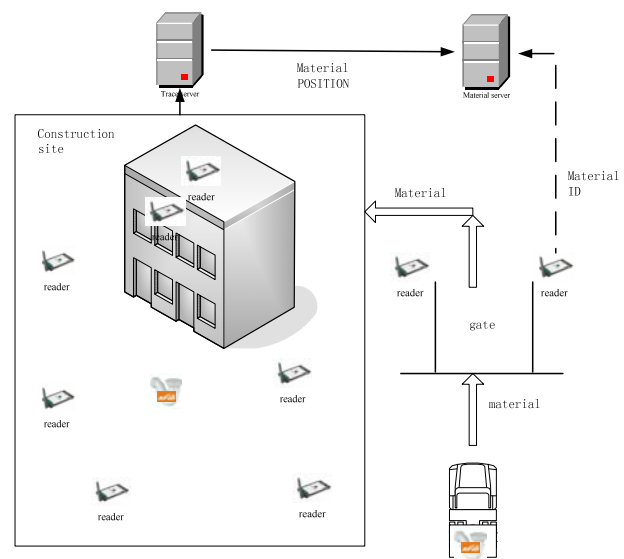 Trace server
Material server
Material
POSITION
Construction
site
Material
ID
reader
Material
reader
reader
reader
reader
gate
reader
reader
material
reader
reader
reader